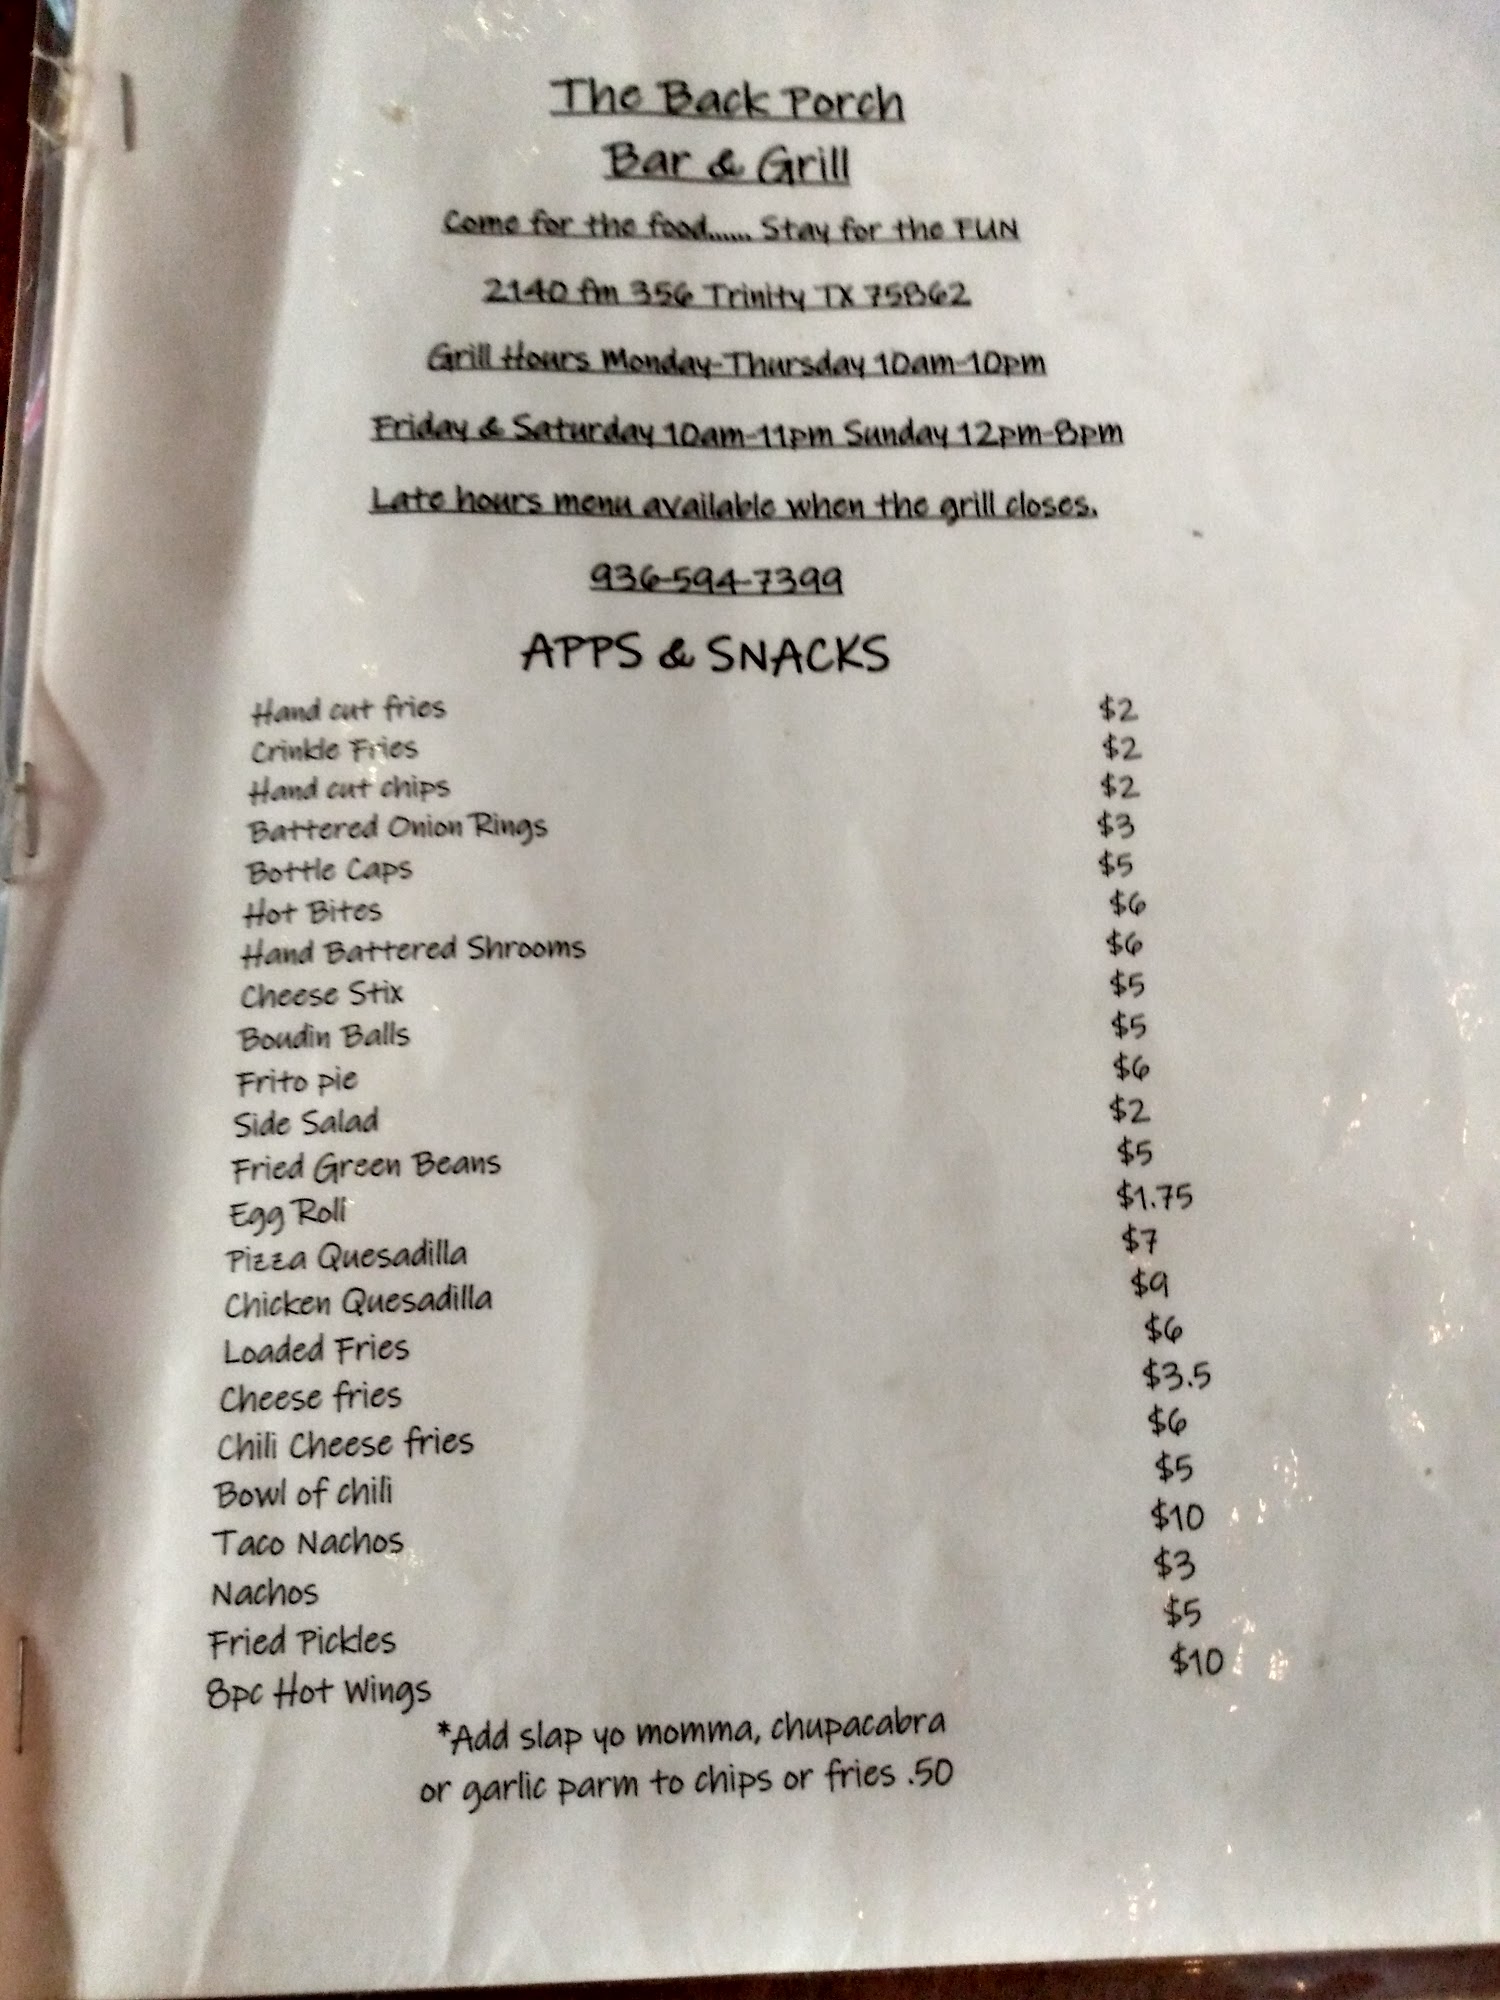 The Back Porch
Bar & Grill
Come for the food...... Stay for the FUN
2140 fm 356 Trinity TX 75862
Grill Hours Monday-Thursday 10am-10pm
Friday & Saturday 10am-11pm Sunday 12pm-8pm
Late hours menu available when the grill closes.
936-594-7399
APPS & SNACKS
Hand cut fries $2
Crinkle Fries $2
Hand cut chips $2
Battered Onion Rings $3
Bottle Caps $5
Hot Bites $6
Hand Battered Shrooms $6
Cheese Stix $5
Boudin Balls $5
Frito pie $6
Side Salad $2
Fried Green Beans $5
Egg Roll $1.75
Pizza Quesadilla $7
Chicken Quesadilla $9
Loaded Fries $6
Cheese fries $3.5
Chili Cheese fries $6
Bowl of chili $5
Taco Nachos $10
Nachos $3
Fried Pickles $5
8pc Hot Wings $10
*Add slap yo momma, chupacabra
or garlic parm to chips or fries .50